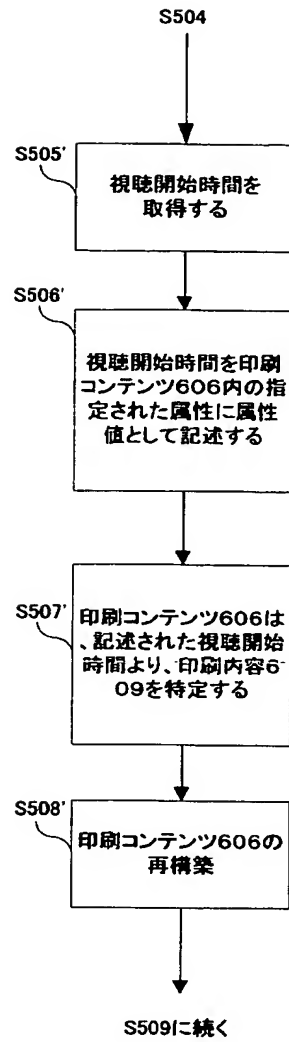 S504
S505'
視聴開始時間を
取得する
S506'
視聴開始時間を印刷
コンテンツ606内の指
定された属性に属性
値として記述する
S507'
印刷コンテンツ606は
、記述された視聴開始
時間より、印刷内容6
09を特定する
S508'
印刷コンテンツ606の
再構築
S509に続く